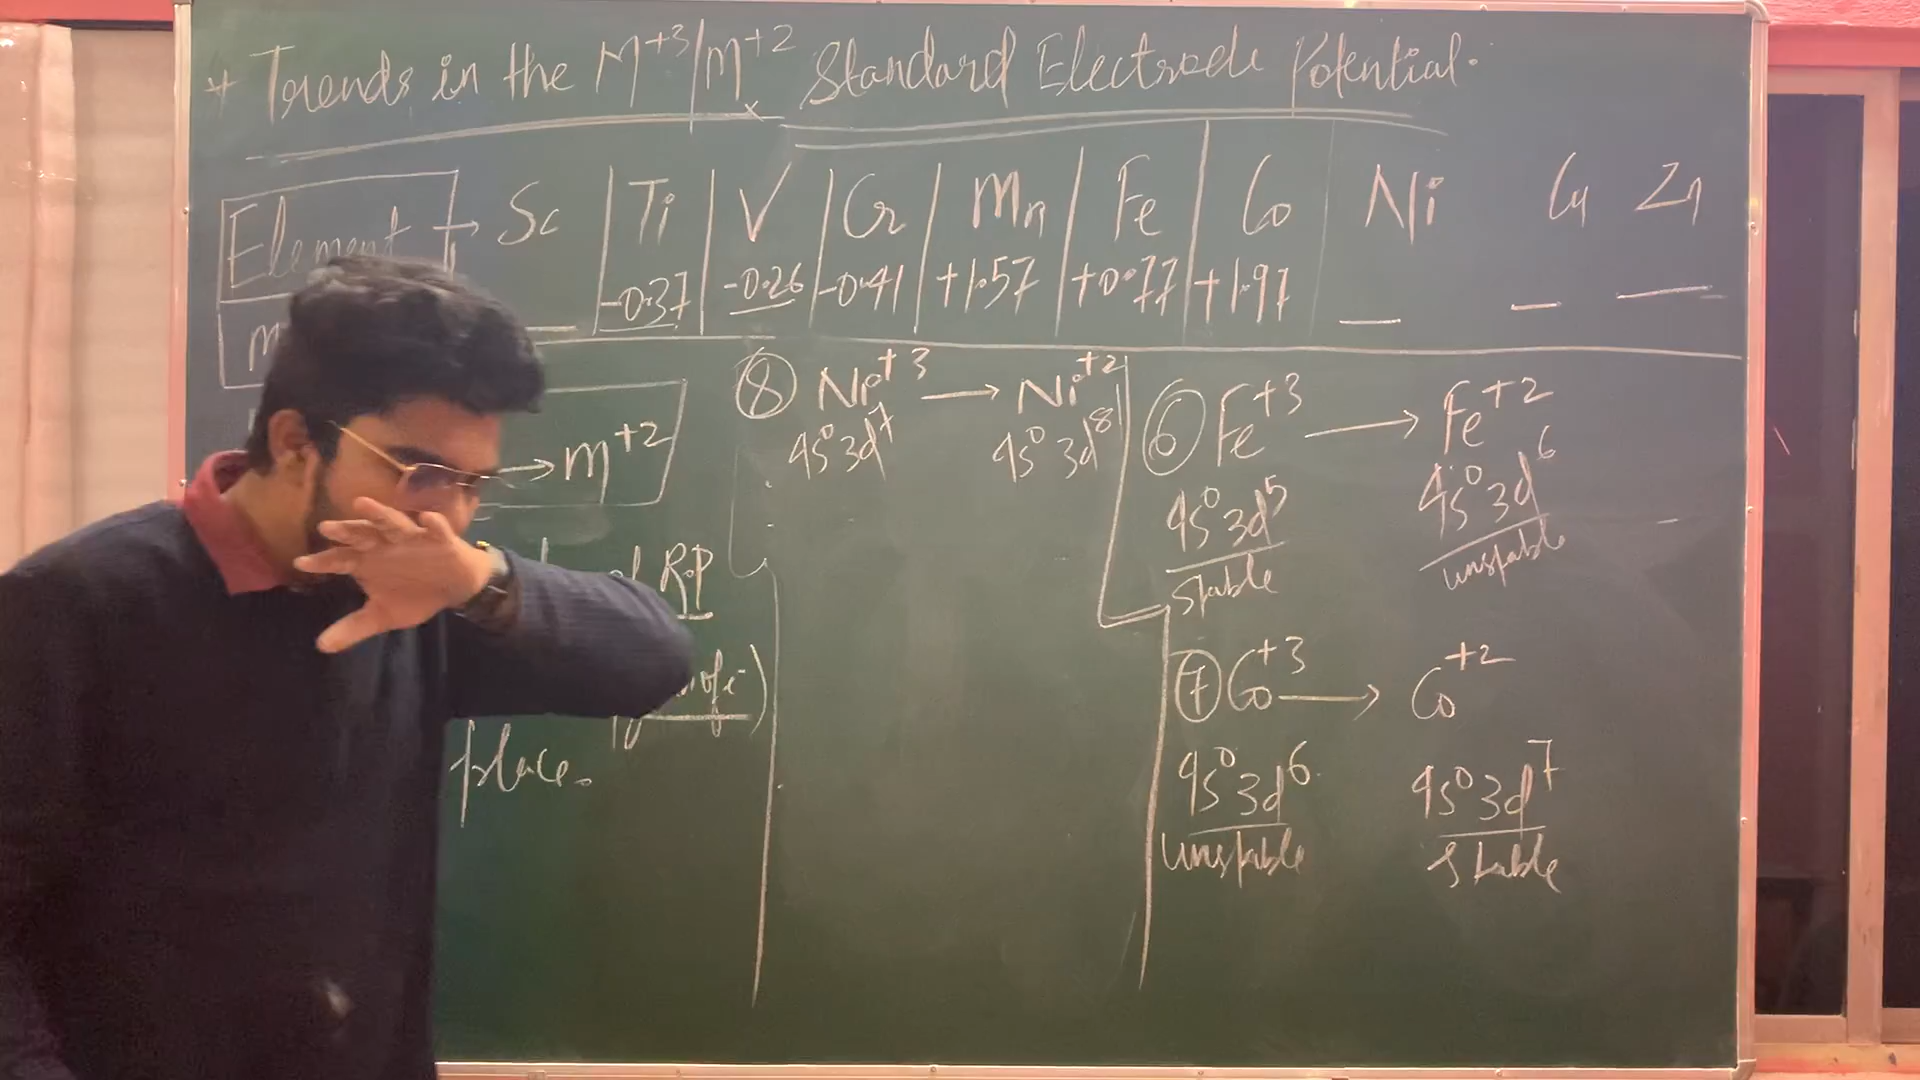 * Trends in the M+3/m+2 Standard Electrode Potential.
Element → Sc Ti V Cr Mn Fe Co Ni Cu Zn
m — -0.37 -0.26 -0.41 +1.57 +0.77 +1.97 — — —
→ m+2
of R.P
place.
⑧ Ni+3 → Ni+2
4s⁰ 3d⁷ 4s⁰ 3d⁸
⑥ Fe+3 → Fe+2
4s⁰ 3d⁵ 4s⁰ 3d⁶
stable unstable
⑦ Co+3 → Co+2
4s⁰ 3d⁶ 4s⁰ 3d⁷
unstable stable